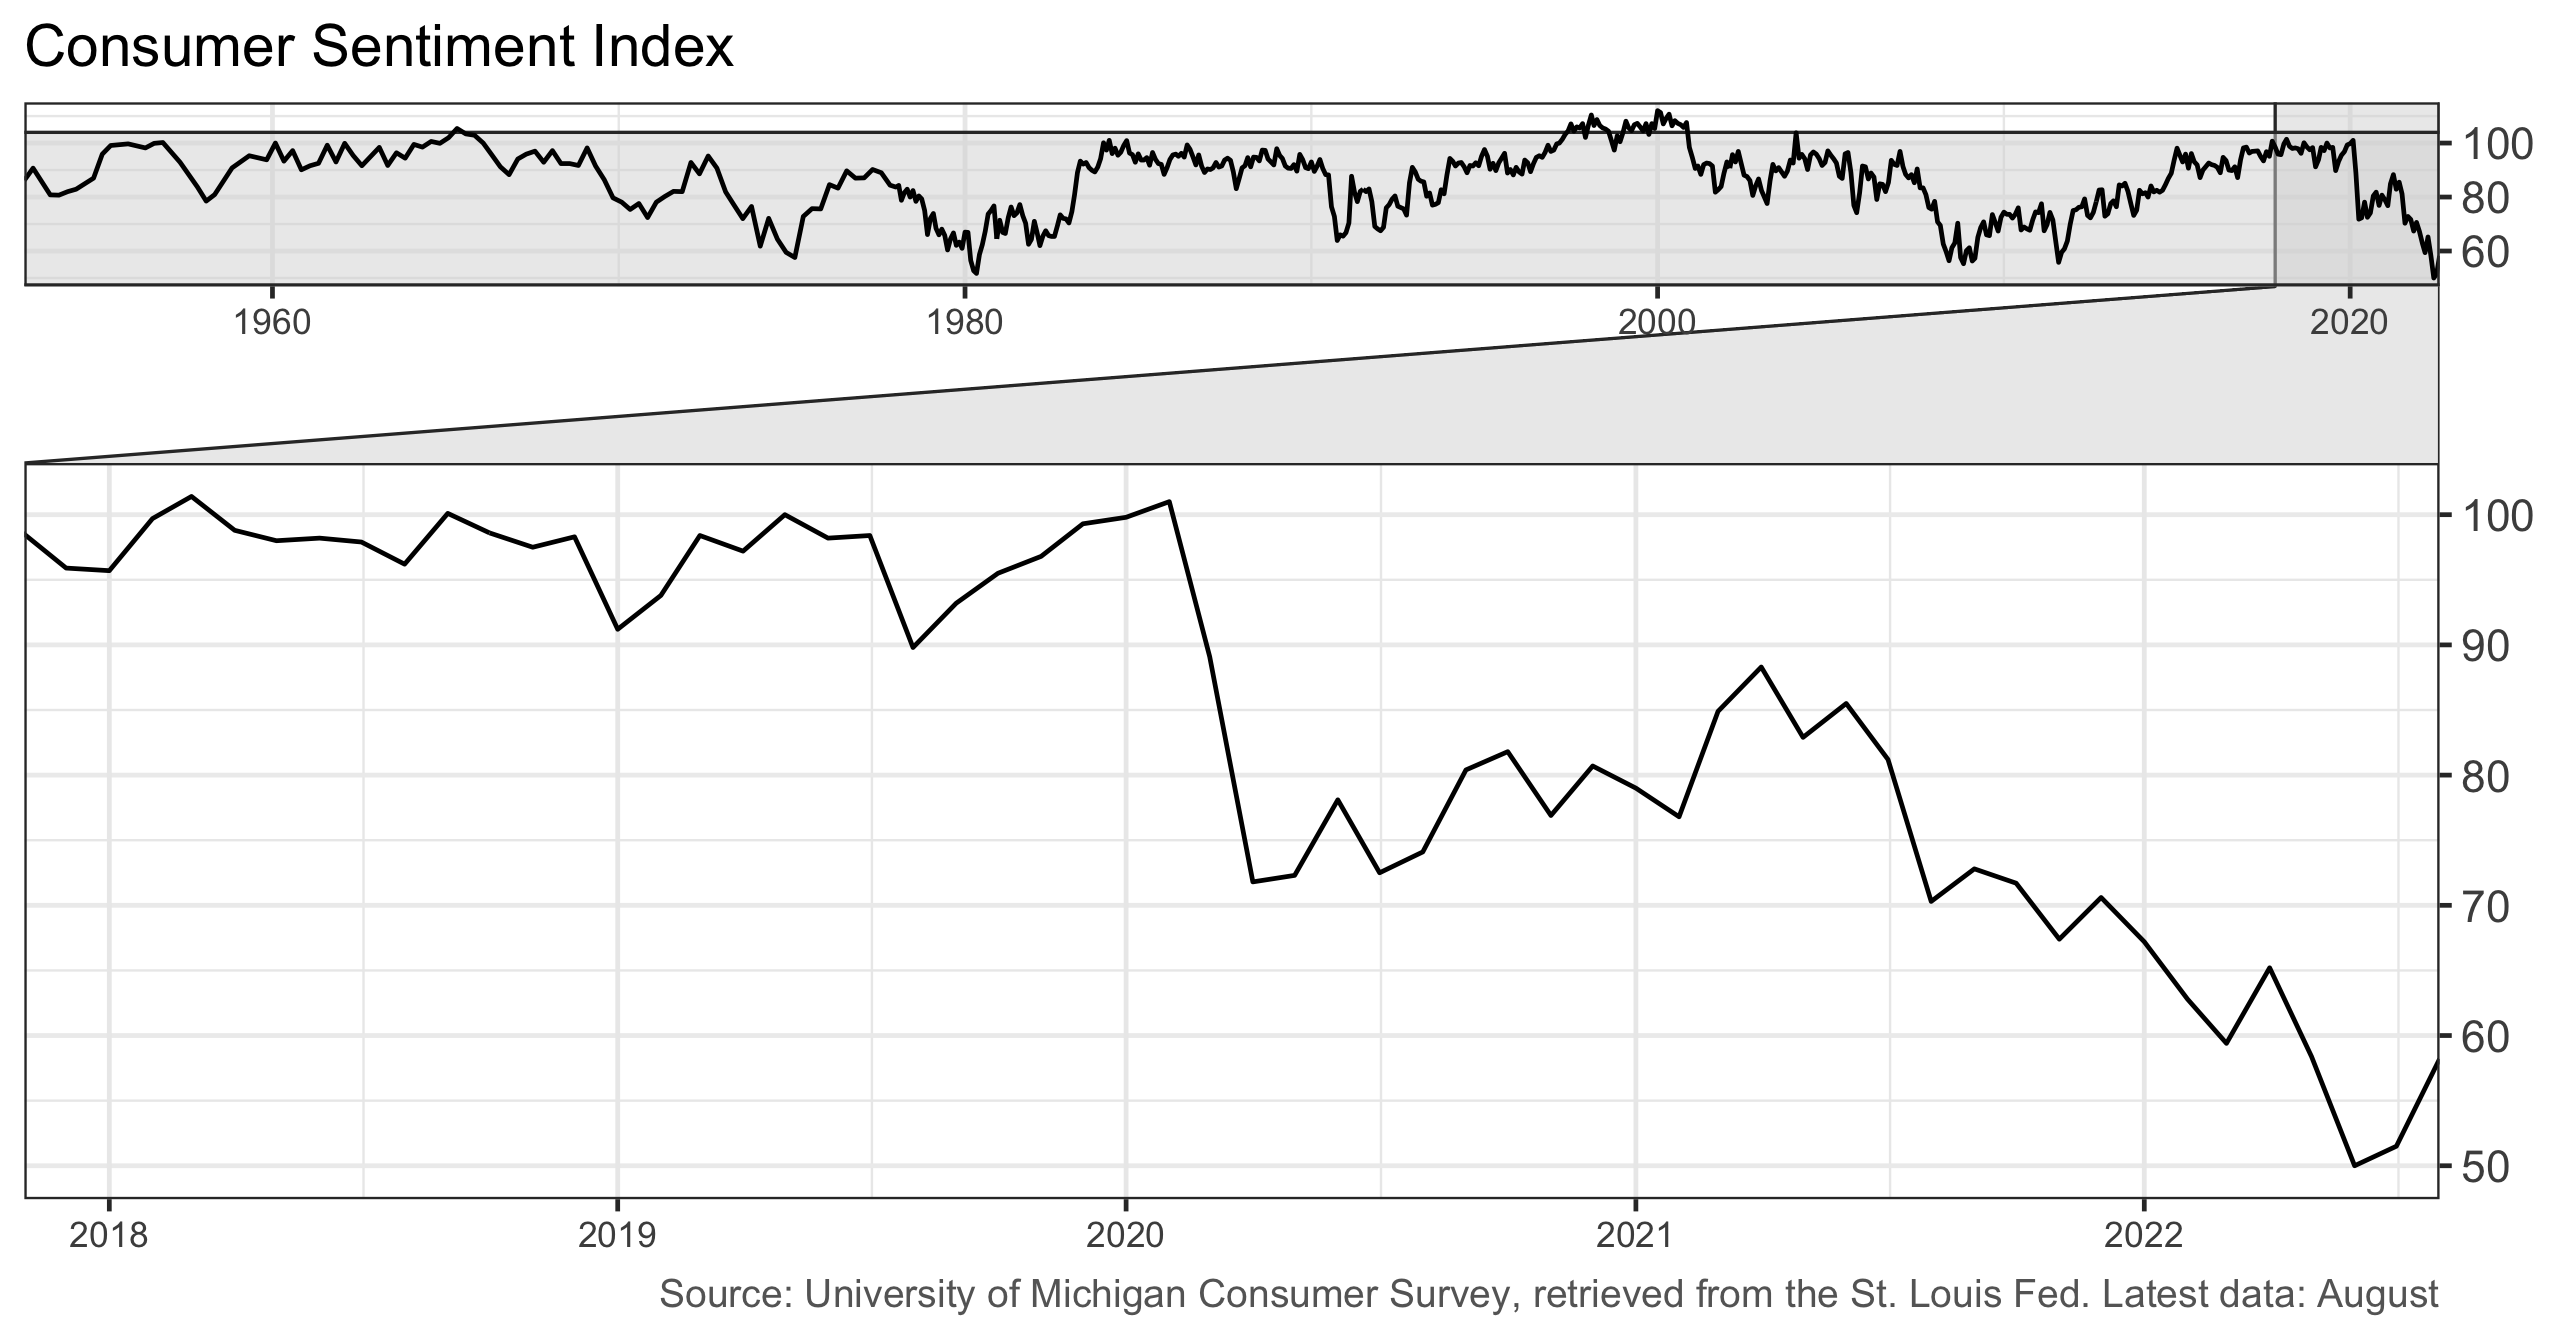 Consumer Sentiment Index
100
80
60
1960 1980 2000 2020
100
90
80
70
60
50
2018 2019 2020 2021 2022
Source: University of Michigan Consumer Survey, retrieved from the St. Louis Fed. Latest data: August